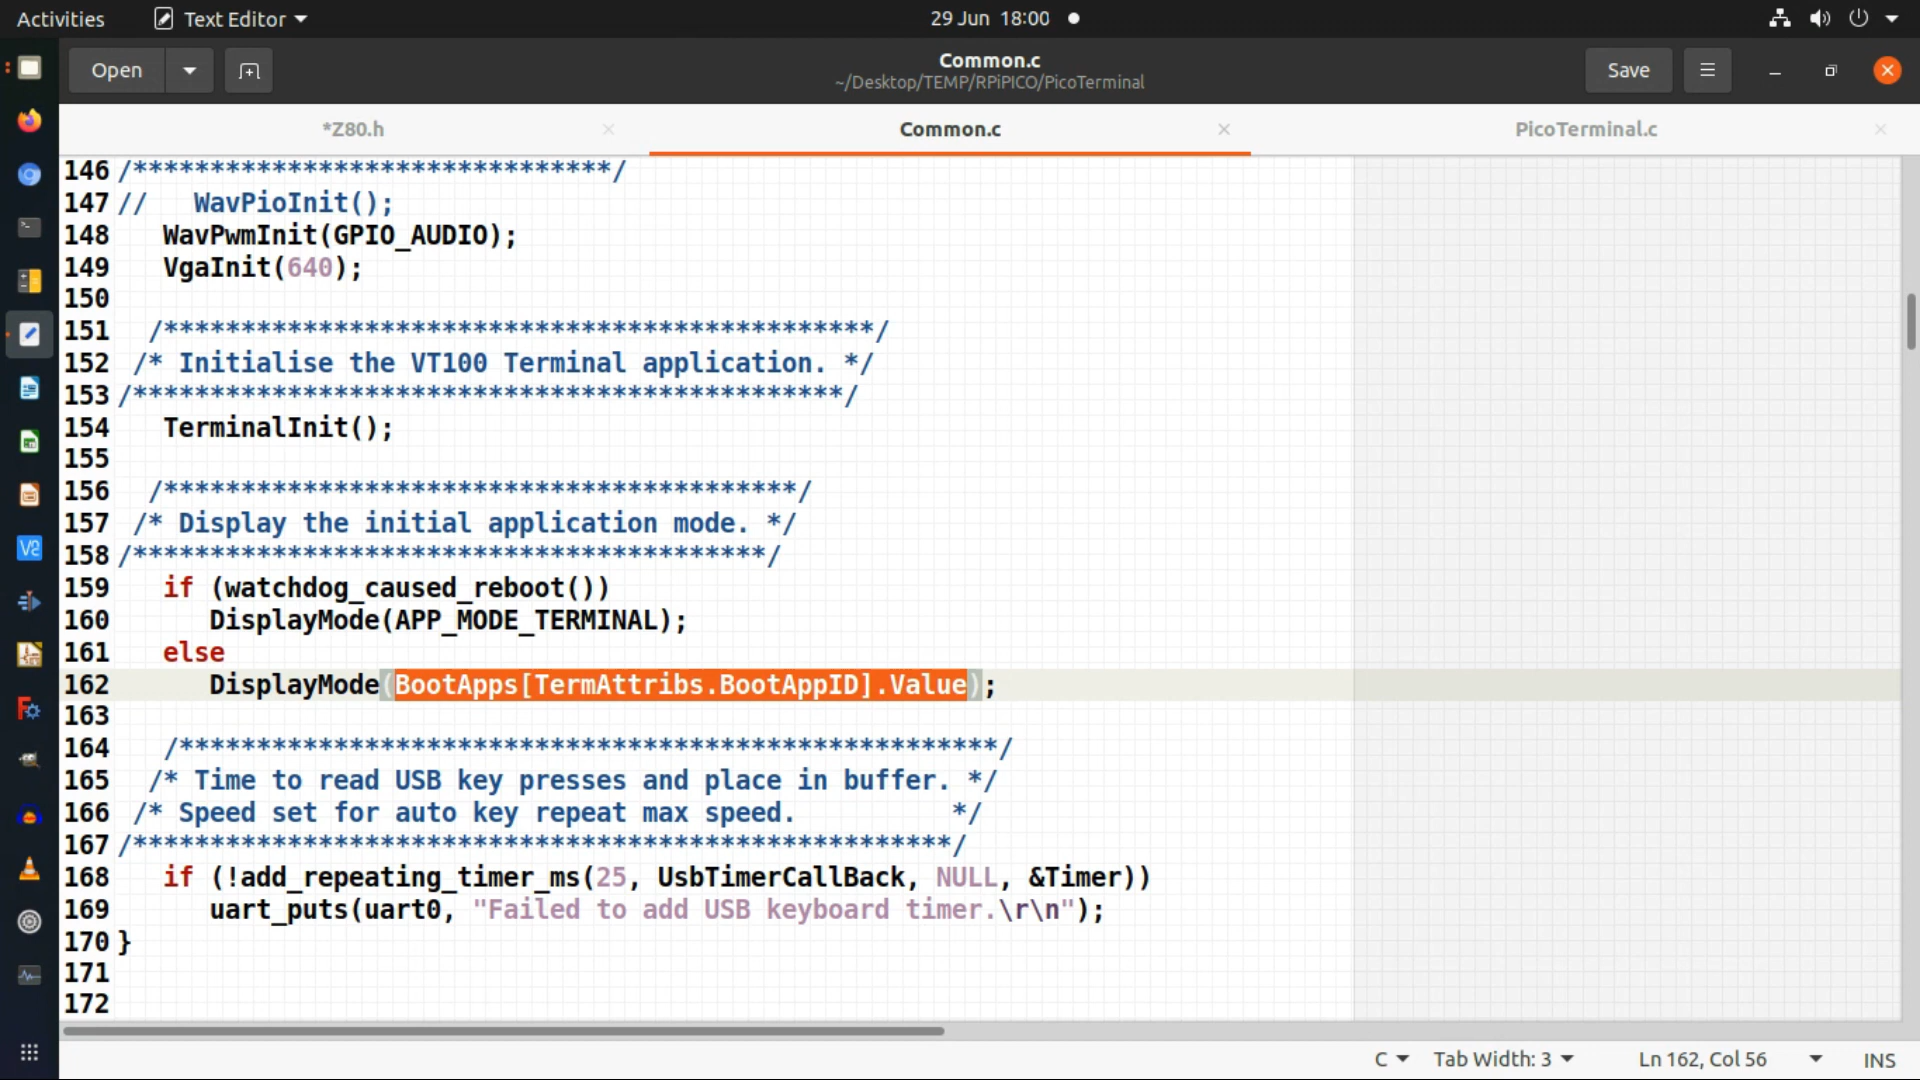 Activities Text Editor 29 Jun 18:00
Open Common.c Save
~/Desktop/TEMP/RPiPICO/PicoTerminal
*Z80.h Common.c PicoTerminal.c
146 /*******************************/
147 //   WavPioInit();
148    WavPwmInit(GPIO_AUDIO);
149    VgaInit(640);
150
151   /**********************************************/
152  /* Initialise the VT100 Terminal application. */
153 /**********************************************/
154    TerminalInit();
155
156   /*****************************************/
157  /* Display the initial application mode. */
158 /*****************************************/
159    if (watchdog_caused_reboot())
160       DisplayMode(APP_MODE_TERMINAL);
161    else
162       DisplayMode(BootApps[TermAttribs.BootAppID].Value);
163
164    /*****************************************************/
165   /* Time to read USB key presses and place in buffer. */
166  /* Speed set for auto key repeat max speed.          */
167 /*****************************************************/
168    if (!add_repeating_timer_ms(25, UsbTimerCallBack, NULL, &Timer))
169       uart_puts(uart0, "Failed to add USB keyboard timer.\r\n");
170 }
171
172
C Tab Width: 3 Ln 162, Col 56 INS